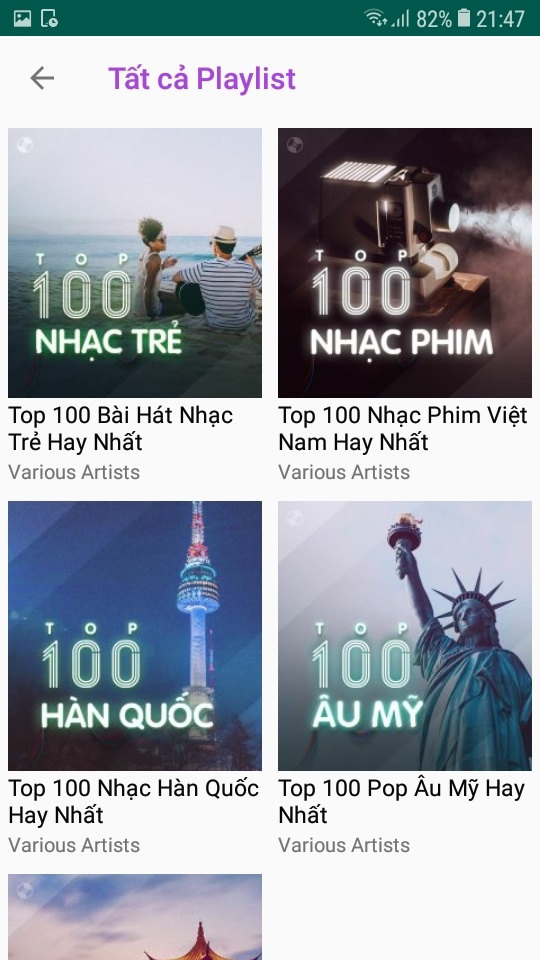 82% 21:47
Tất cả Playlist
TOP
100
NHẠC TRẺ
TOP
100
NHẠC PHIM
Top 100 Bài Hát Nhạc
Trẻ Hay Nhất
Various Artists
Top 100 Nhạc Phim Việt
Nam Hay Nhất
Various Artists
TOP
100
HÀN QUỐC
TOP
100
ÂU MỸ
Top 100 Nhạc Hàn Quốc
Hay Nhất
Various Artists
Top 100 Pop Âu Mỹ Hay
Nhất
Various Artists